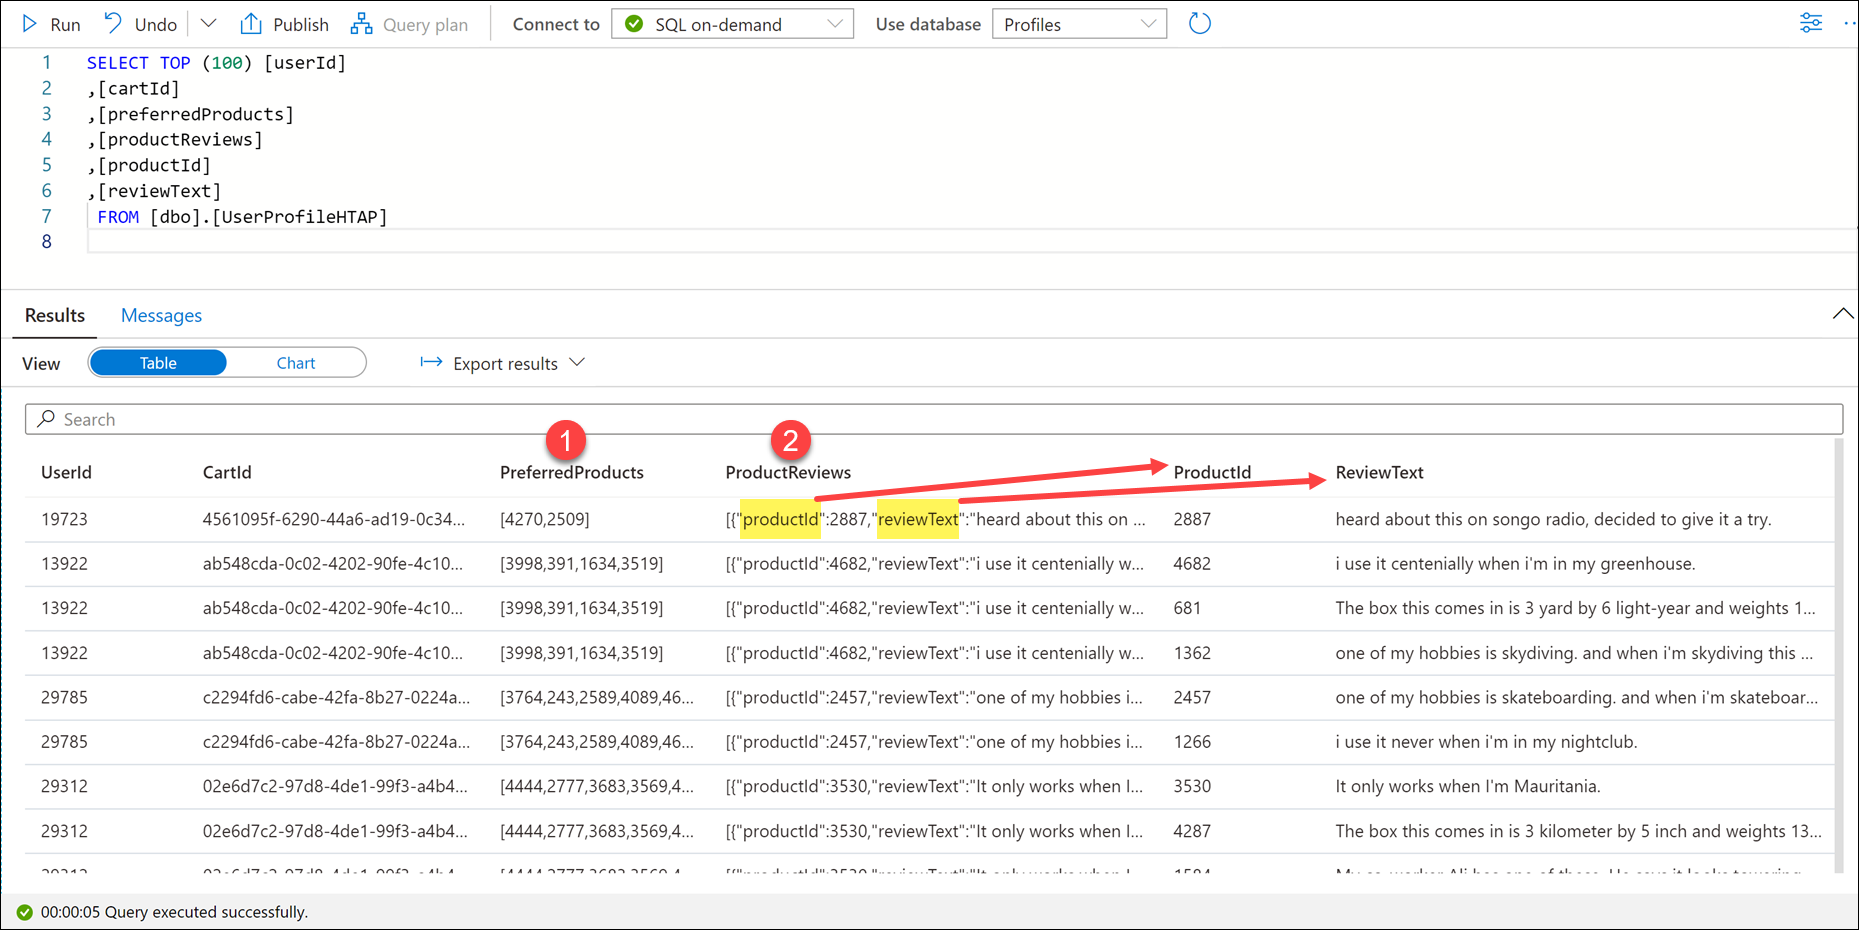 Run Undo Publish Query plan Connect to SQL on-demand Use database Profiles
1 SELECT TOP (100) [userId]
2 ,[cartId]
3 ,[preferredProducts]
4 ,[productReviews]
5 ,[productId]
6 ,[reviewText]
7 FROM [dbo].[UserProfileHTAP]
8
Results Messages
View Table Chart Export results
Search
1 2
UserId CartId PreferredProducts ProductReviews ProductId ReviewText
19723 4561095f-6290-44a6-ad19-0c34... [4270,2509] [{"productId":2887,"reviewText":"heard about this on ... 2887 heard about this on songo radio, decided to give it a try.
13922 ab548cda-0c02-4202-90fe-4c10... [3998,391,1634,3519] [{"productId":4682,"reviewText":"i use it centenially w... 4682 i use it centenially when i'm in my greenhouse.
13922 ab548cda-0c02-4202-90fe-4c10... [3998,391,1634,3519] [{"productId":4682,"reviewText":"i use it centenially w... 681 The box this comes in is 3 yard by 6 light-year and weights 1...
13922 ab548cda-0c02-4202-90fe-4c10... [3998,391,1634,3519] [{"productId":4682,"reviewText":"i use it centenially w... 1362 one of my hobbies is skydiving. and when i'm skydiving this ...
29785 c2294fd6-cabe-42fa-8b27-0224a... [3764,243,2589,4089,46... [{"productId":2457,"reviewText":"one of my hobbies i... 2457 one of my hobbies is skateboarding. and when i'm skateboar...
29785 c2294fd6-cabe-42fa-8b27-0224a... [3764,243,2589,4089,46... [{"productId":2457,"reviewText":"one of my hobbies i... 1266 i use it never when i'm in my nightclub.
29312 02e6d7c2-97d8-4de1-99f3-a4b4... [4444,2777,3683,3569,4... [{"productId":3530,"reviewText":"It only works when I... 3530 It only works when I'm Mauritania.
29312 02e6d7c2-97d8-4de1-99f3-a4b4... [4444,2777,3683,3569,4... [{"productId":3530,"reviewText":"It only works when I... 4287 The box this comes in is 3 kilometer by 5 inch and weights 13...
00:00:05 Query executed successfully.